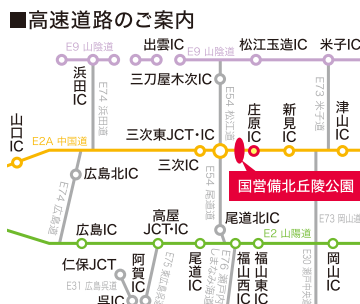 ■高速道路のご案内
E9 山陰道
出雲IC
E9 山陰道
松江玉造IC
米子IC
浜田IC
E74 浜田道
三刀屋木次IC
E54 松江道
E73 米子道
山口IC
E2A 中国道
三次東JCT・IC
庄原IC
新見IC
津山IC
三次IC
広島北IC
国営備北丘陵公園
E74 広島道
E54 尾道道
高屋JCT・IC
尾道北IC
E73 岡山道
広島IC
E2 山陽道
仁保JCT
阿賀IC
尾道IC
福山西IC
福山東IC
岡山IC
E31 広島呉道
呉IC